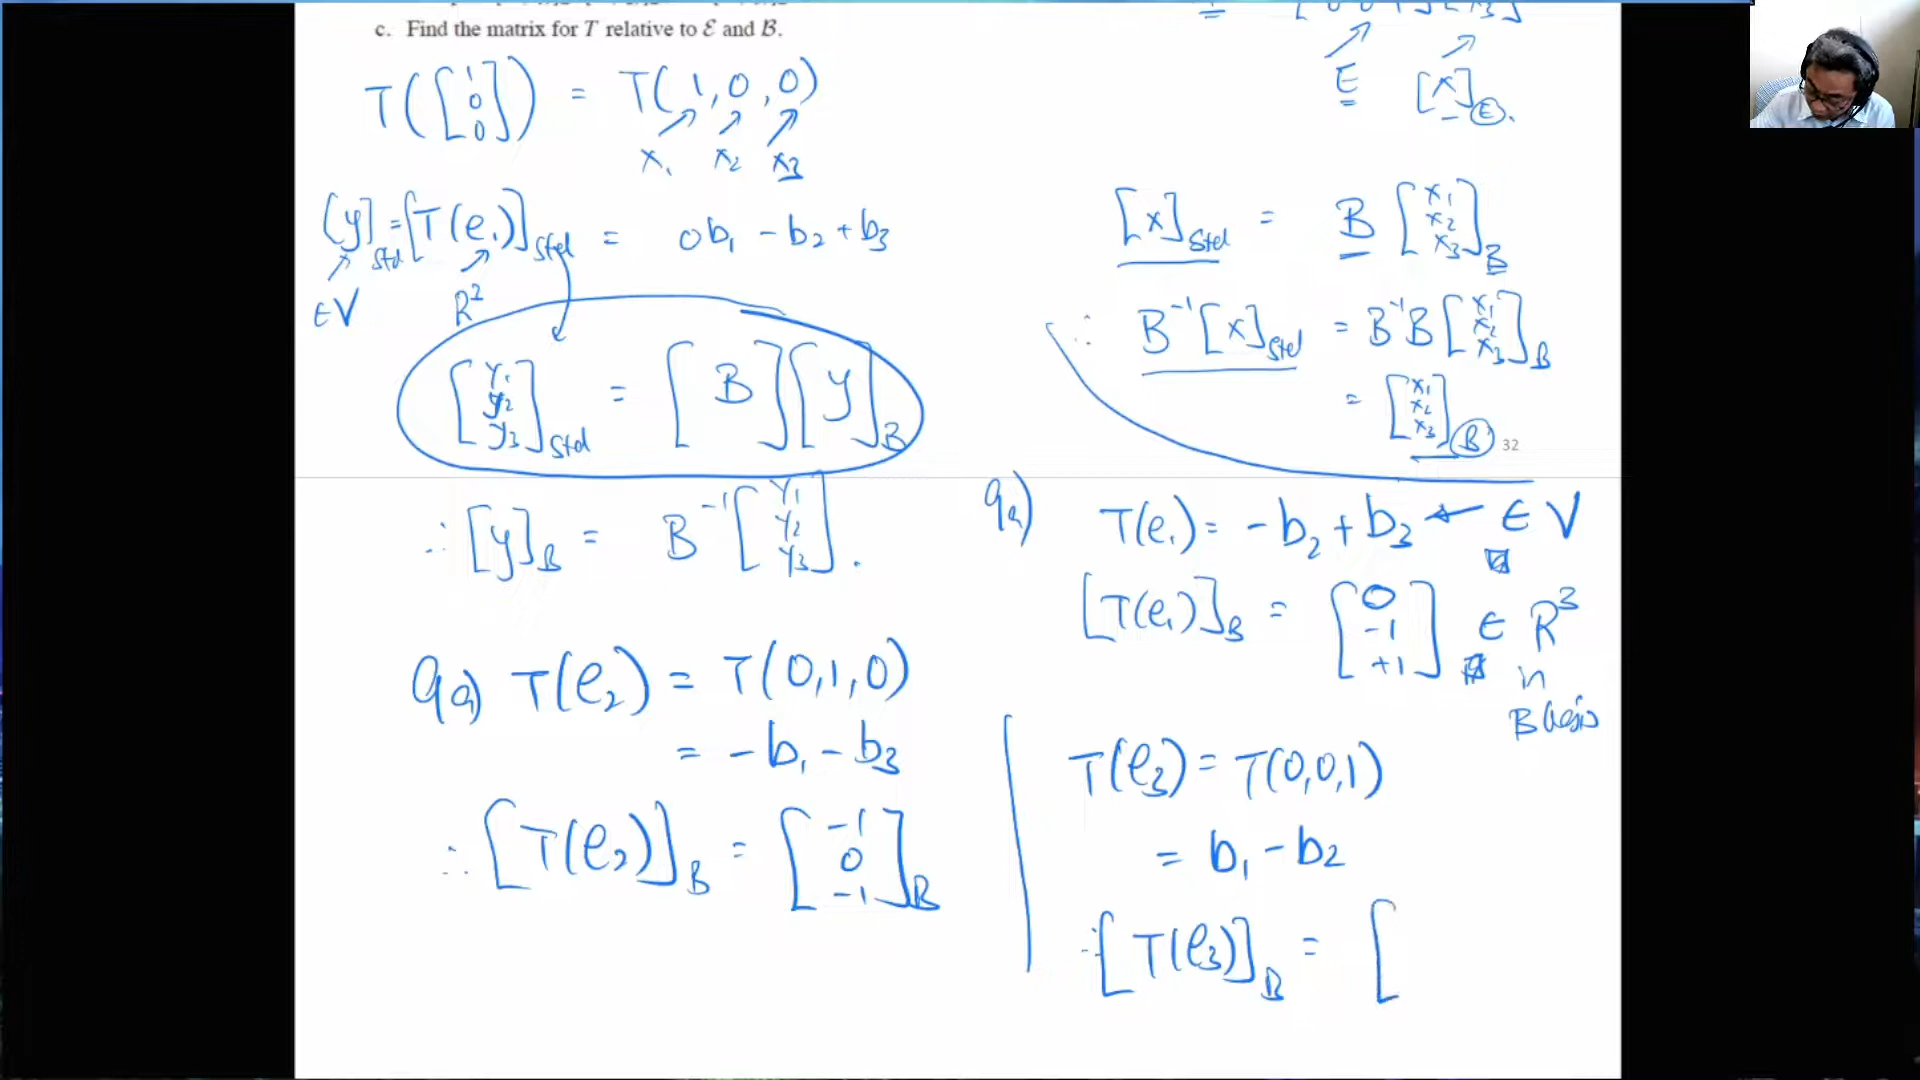 c. Find the matrix for T relative to ℰ and ℬ.
T([1 0 0]) = T(1, 0, 0)
x₁ x₂ x₃
[y]Std = [T(e₁)]Std = 0b₁ - b₂ + b₃
∈V R²
[y₁ y₂ y₃]Std = [B][y]B
∴ [y]B = B⁻¹[y₁ y₂ y₃].
9a) T(e₂) = T(0,1,0)
= -b₁ - b₃
∴ [T(e₂)]B = [-1 0 -1]B
E [x]E.
[x]Std = B[x₁ x₂ x₃]B
∴ B⁻¹[x]Std = B⁻¹B[x₁ x₂ x₃]B
= [x₁ x₂ x₃]B
32
9a) T(e₁) = -b₂ + b₃ ← ∈ V
[T(e₁)]B = [0 -1 +1] ∈ R³
in
B basis
T(e₃) = T(0,0,1)
= b₁ - b₂
∴ [T(e₃)]B = [